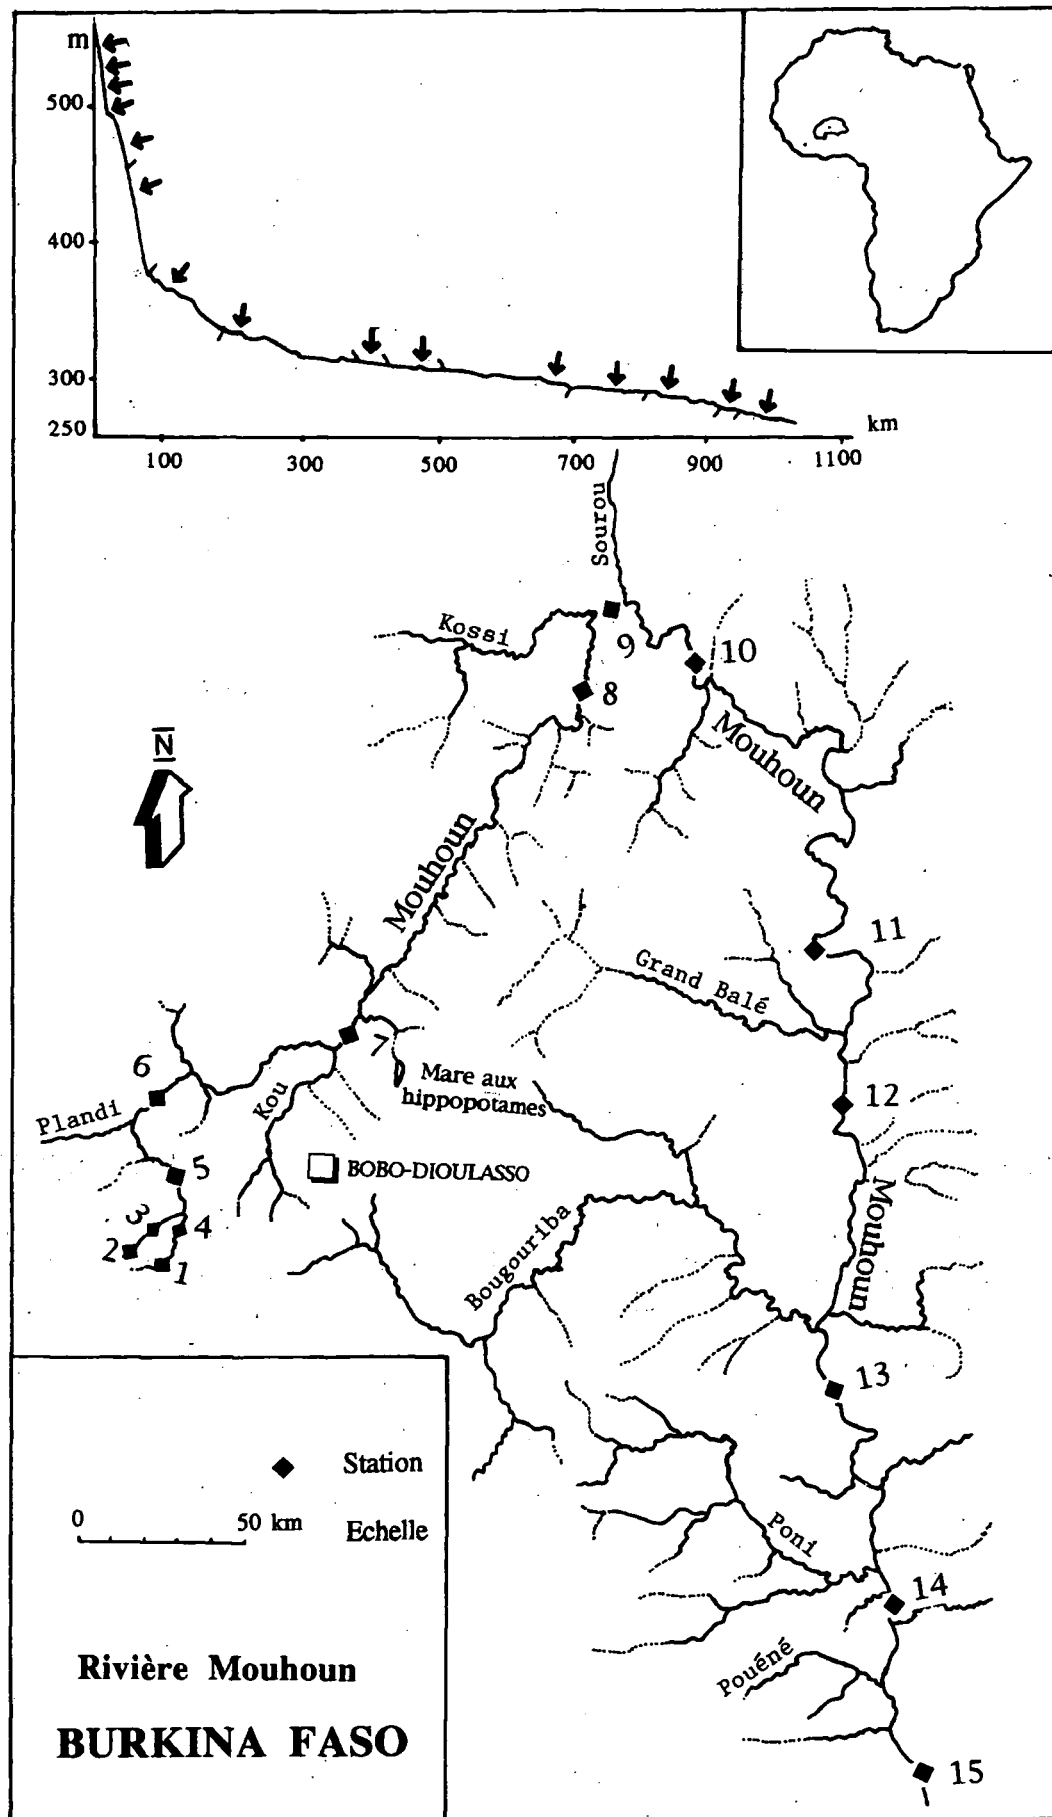 m
500
400
300
250
100
300
500
700
900
1100
km
Sourou
Kossi
9
10
8
Mouhoun
Mouhoun
N
11
Grand Balé
7
6
Plandi
Kou
Mare aux
hippopotames
12
5
BOBO-DIOULASSO
3
4
2
1
Bougouriba
Mouhoun
13
Station
0
50 km
Echelle
Poni
14
Pouéné
Rivière Mouhoun
BURKINA FASO
15